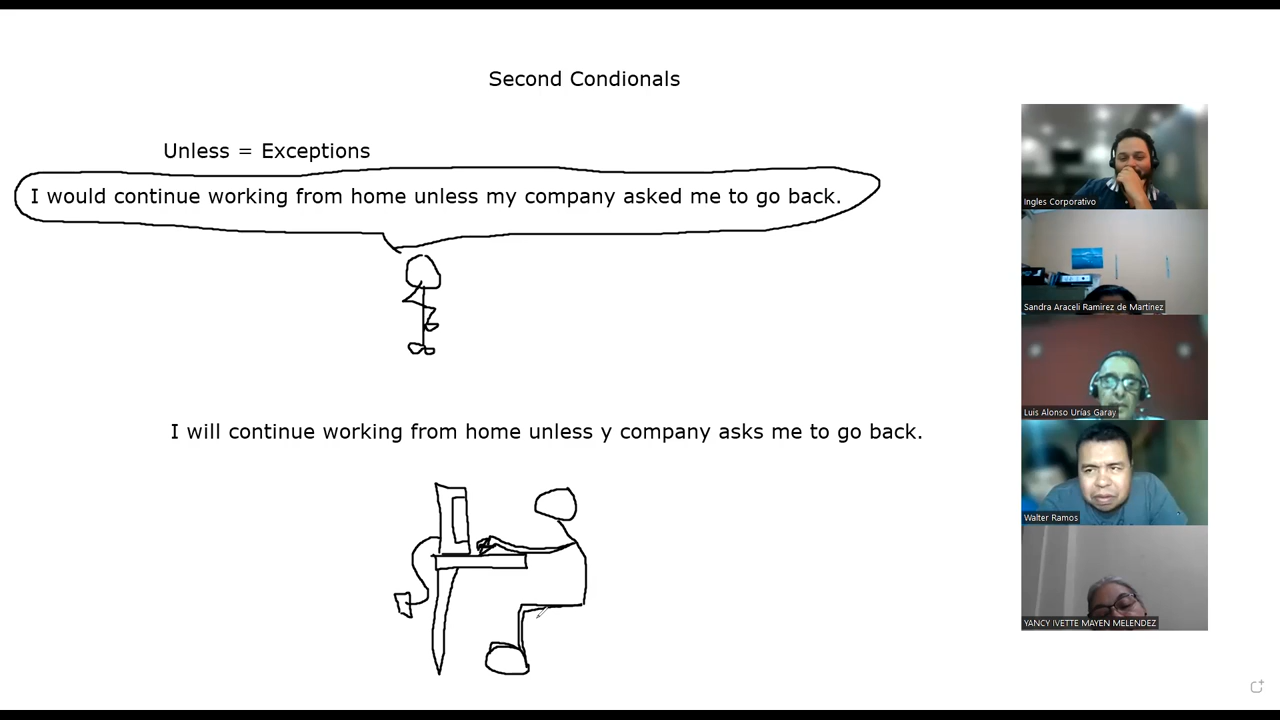 Second Condionals
Unless = Exceptions
I would continue working from home unless my company asked me to go back.
I will continue working from home unless y company asks me to go back.
Ingles Corporativo
Sandra Araceli Ramirez de Martinez
Luis Alonso Urías Garay
Walter Ramos
YANCY IVETTE MAYEN MELENDEZ